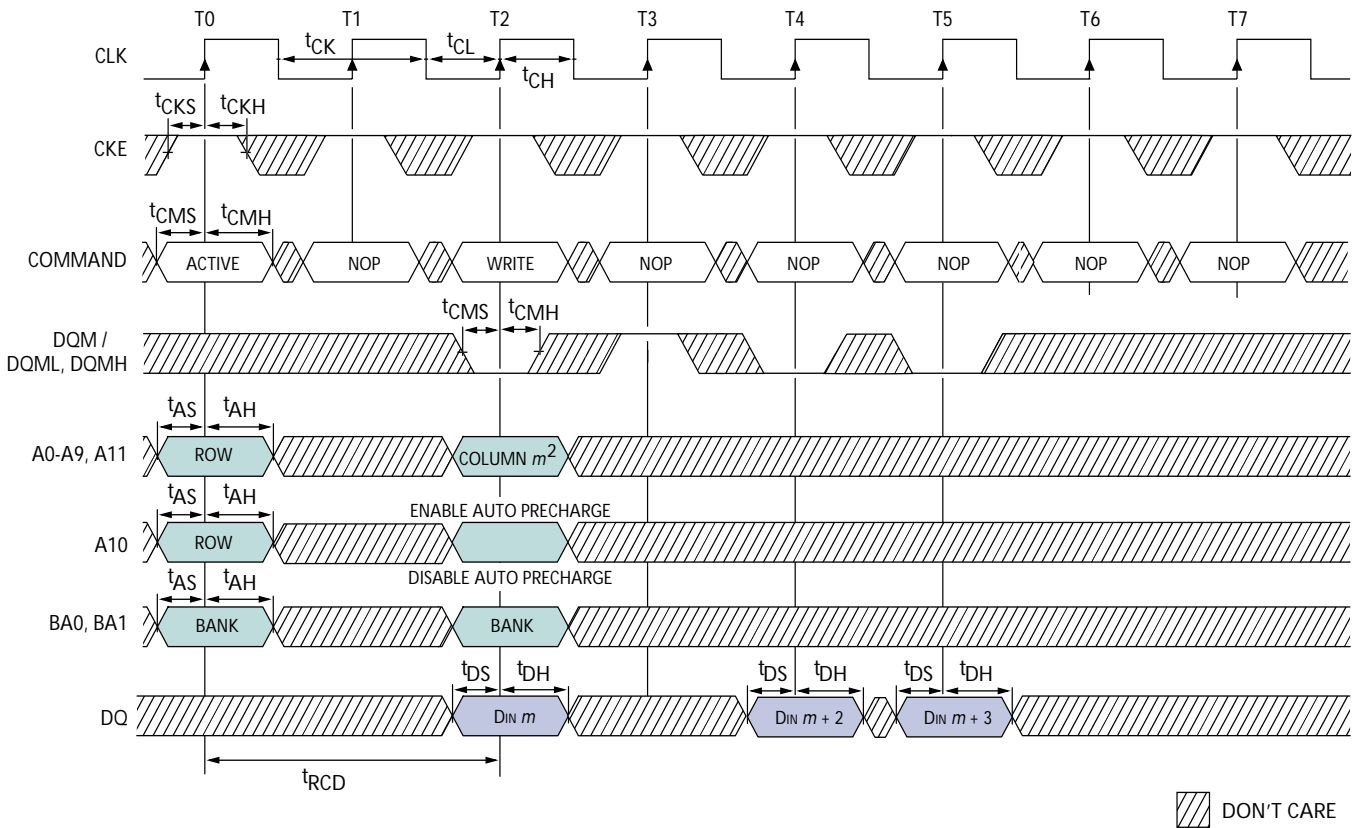 T0 T1 T2 T3 T4 T5 T6 T7
CLK
tCK tCL
tCH
tCKS tCKH
CKE
tCMS tCMH
COMMAND ACTIVE NOP WRITE NOP NOP NOP NOP NOP
tCMS tCMH
DQM /
DQML, DQMH
tAS tAH
A0-A9, A11 ROW COLUMN m2
tAS tAH ENABLE AUTO PRECHARGE
A10 ROW
tAS tAH DISABLE AUTO PRECHARGE
BA0, BA1 BANK BANK
tDS tDH tDS tDH tDS tDH
DQ DIN m DIN m + 2 DIN m + 3
tRCD
DON'T CARE